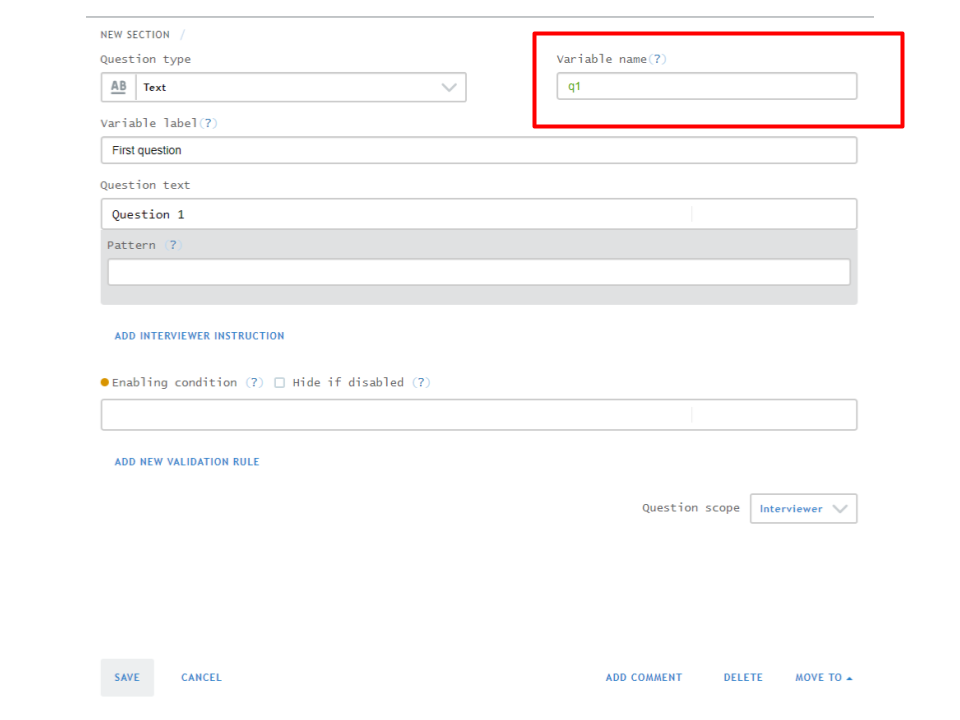 NEW SECTION /
Question type
Variable name(?)
AB Text
q1
Variable label(?)
First question
Question text
Question 1
Pattern (?)
ADD INTERVIEWER INSTRUCTION
Enabling condition (?) Hide if disabled (?)
ADD NEW VALIDATION RULE
Question scope Interviewer
SAVE CANCEL ADD COMMENT DELETE MOVE TO